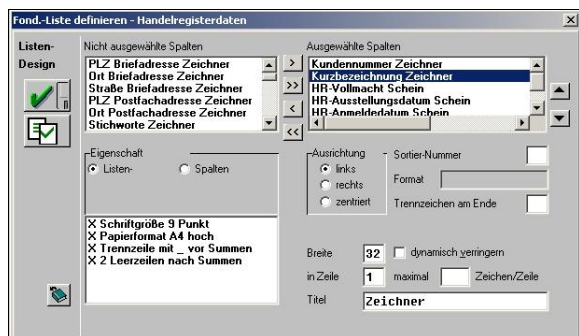 Fond.-Liste definieren - Handelregisterdaten
Listen-
Design
Nicht ausgewählte Spalten
PLZ Briefadresse Zeichner
Ort Briefadresse Zeichner
Straße Briefadresse Zeichner
PLZ Postfachadresse Zeichner
Ort Postfachadresse Zeichner
Stichworte Zeichner
>
>>
<
<<
Ausgewählte Spalten
Kundennummer Zeichner
Kurzbezeichnung Zeichner
HR-Vollmacht Schein
HR-Ausstellungsdatum Schein
HR-Anmeldedatum Schein
Eigenschaft
Listen-
Spalten
Ausrichtung
links
rechts
zentriert
Sortier-Nummer
Format
Trennzeichen am Ende
X Schriftgröße 9 Punkt
X Papierformat A4 hoch
X Trennzeile mit _ vor Summen
X 2 Leerzeilen nach Summen
Breite 32 dynamisch verringern
in Zeile 1 maximal Zeichen/Zeile
Titel Zeichner